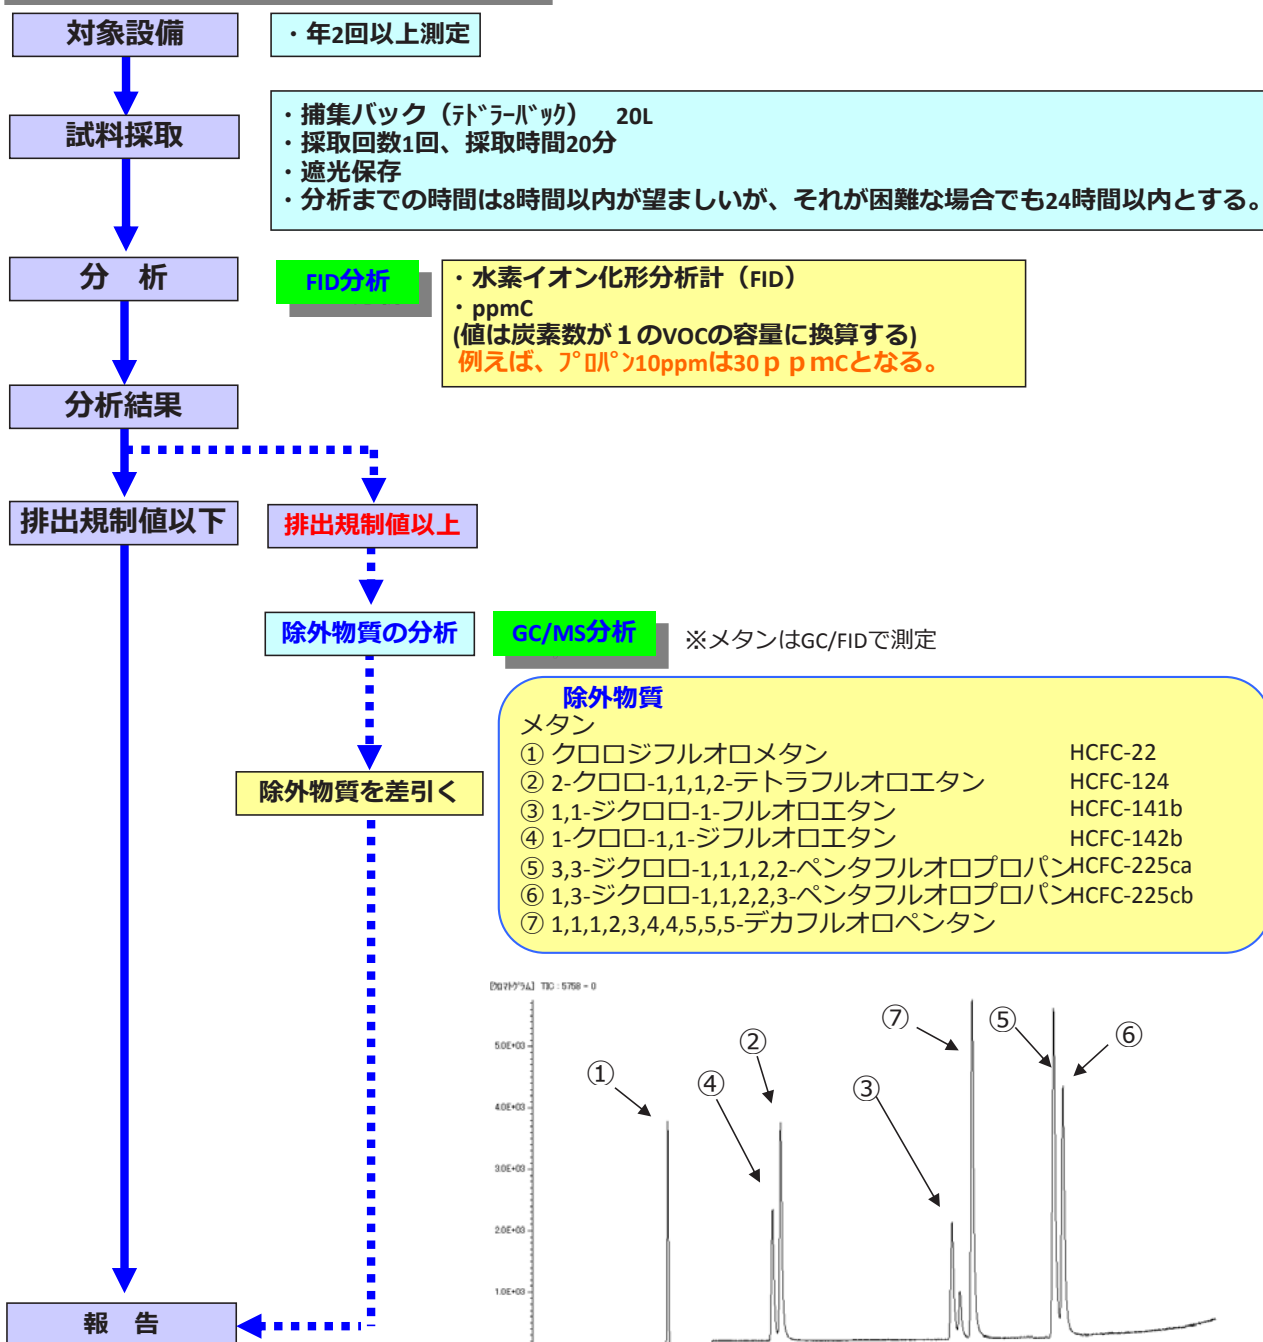 対象設備
・年2回以上測定
試料採取
・捕集バック（ﾃﾄﾞﾗｰﾊﾞｯｸ） 20L
・採取回数1回、採取時間20分
・遮光保存
・分析までの時間は8時間以内が望ましいが、それが困難な場合でも24時間以内とする。
分　析
FID分析
・水素イオン化形分析計（FID）
・ppmC
(値は炭素数が１のVOCの容量に換算する)
例えば、ﾌﾟﾛﾊﾟﾝ10ppmは30ｐｐｍCとなる。
分析結果
排出規制値以下
排出規制値以上
除外物質の分析
GC/MS分析
※メタンはGC/FIDで測定
除外物質を差引く
除外物質
メタン
① クロロジフルオロメタン HCFC-22
② 2-クロロ-1,1,1,2-テトラフルオロエタン HCFC-124
③ 1,1-ジクロロ-1-フルオロエタン HCFC-141b
④ 1-クロロ-1,1-ジフルオロエタン HCFC-142b
⑤ 3,3-ジクロロ-1,1,1,2,2-ペンタフルオロプロパン HCFC-225ca
⑥ 1,3-ジクロロ-1,1,2,2,3-ペンタフルオロプロパン HCFC-225cb
⑦ 1,1,1,2,3,4,4,5,5,5-デカフルオロペンタン
[ｸﾛﾏﾄｸﾞﾗﾑ] TIC : 5758 - 0
5.0E+03
4.0E+03
3.0E+03
2.0E+03
1.0E+03
①
④
②
③
⑦
⑤
⑥
報　告